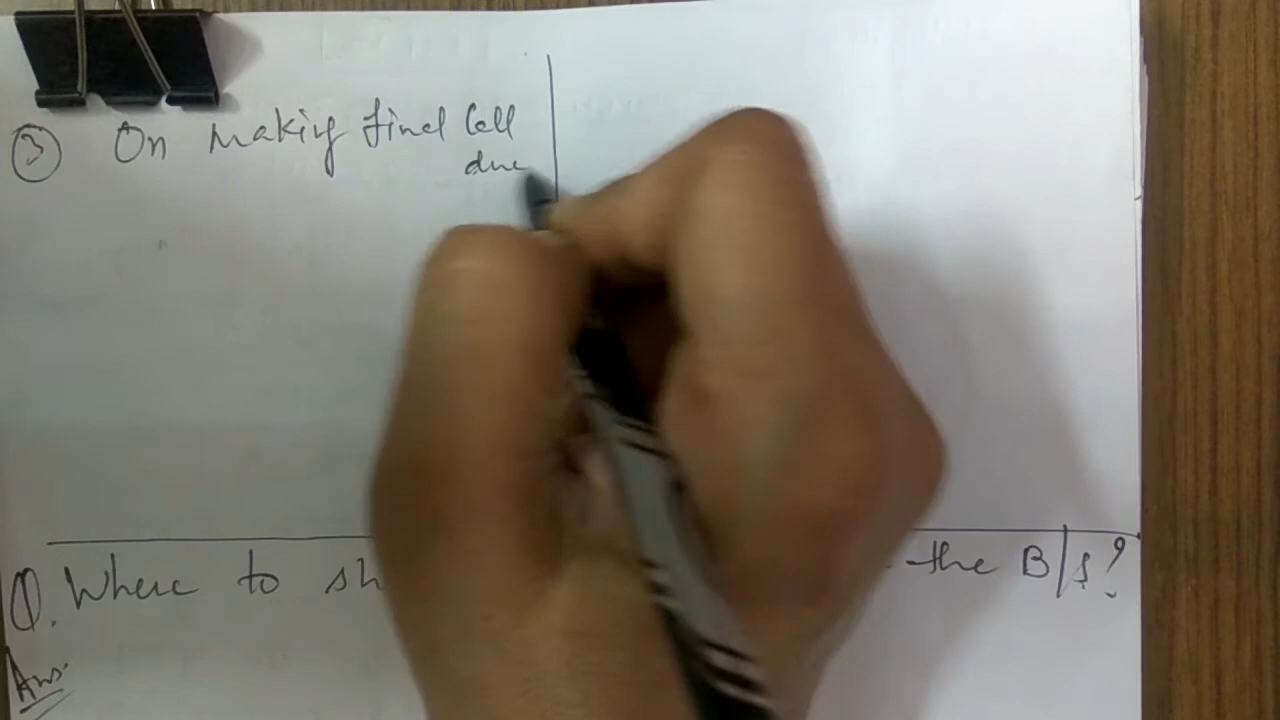 ③ On making final Call
due
Q. Where to sh the B/s?
Ans.